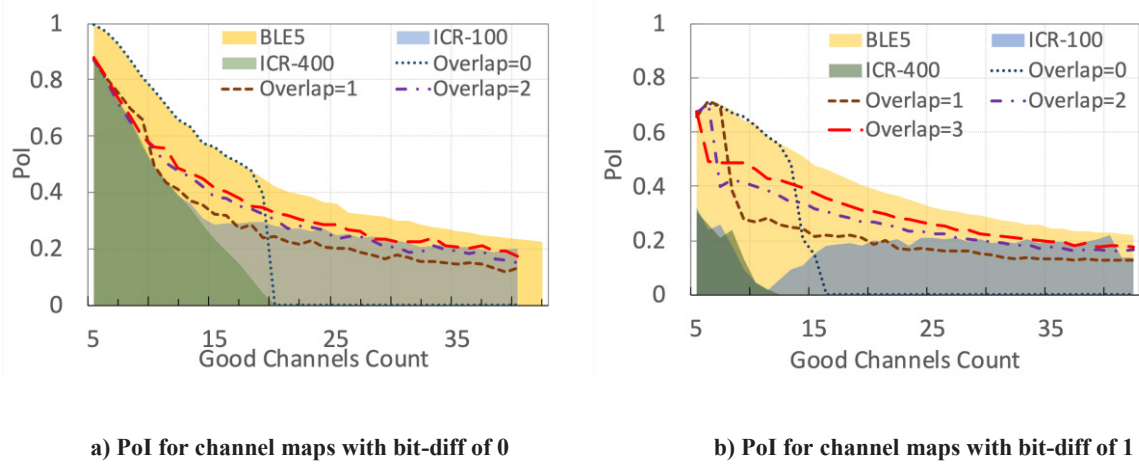 a)
1
BLE5 ICR-100
ICR-400 Overlap=0
Overlap=1 Overlap=2
0.8
0.6
0.4
0.2
0
PoI
5 15 25 35
Good Channels Count
b)
1
BLE5 ICR-100
ICR-400 Overlap=0
Overlap=1 Overlap=2
Overlap=3
0.8
0.6
0.4
0.2
0
PoI
5 15 25 35
Good Channels Count
a) PoI for channel maps with bit-diff of 0
b) PoI for channel maps with bit-diff of 1